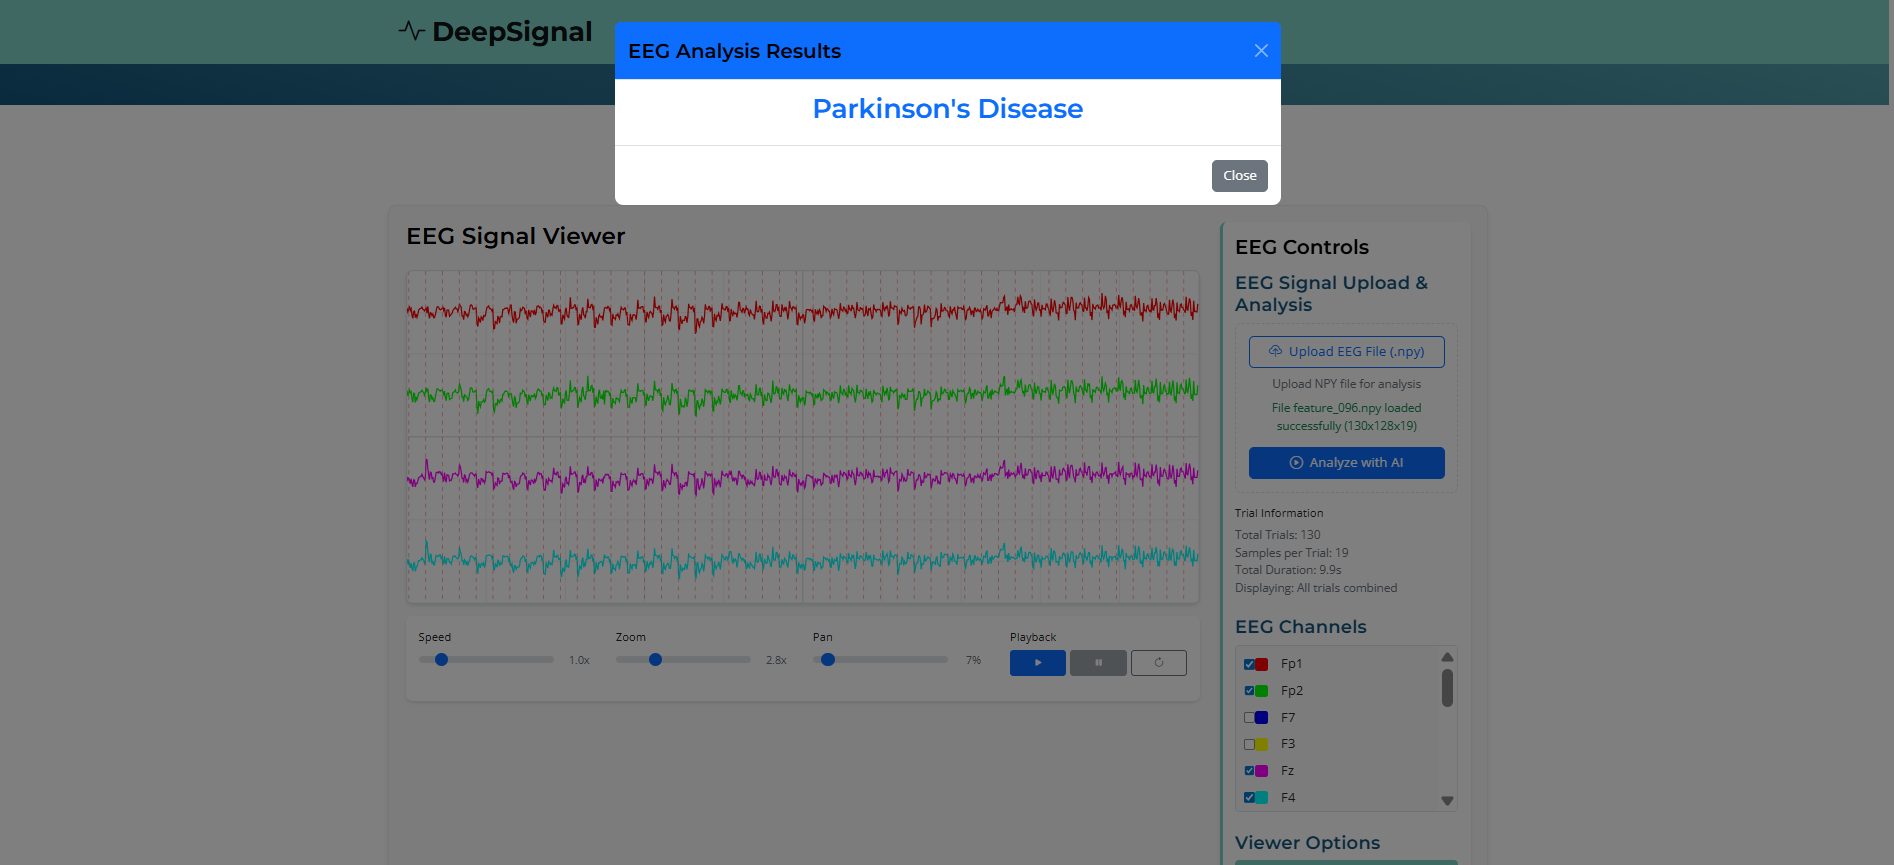 DeepSignal
EEG Analysis Results
Parkinson's Disease
Close
EEG Signal Viewer
Speed
1.0x
Zoom
2.8x
Pan
7%
Playback
EEG Controls
EEG Signal Upload &
Analysis
Upload EEG File (.npy)
Upload NPY file for analysis
File feature_096.npy loaded
successfully (130x128x19)
Analyze with AI
Trial Information
Total Trials: 130
Samples per Trial: 19
Total Duration: 9.9s
Displaying: All trials combined
EEG Channels
Fp1
Fp2
F7
F3
Fz
F4
Viewer Options